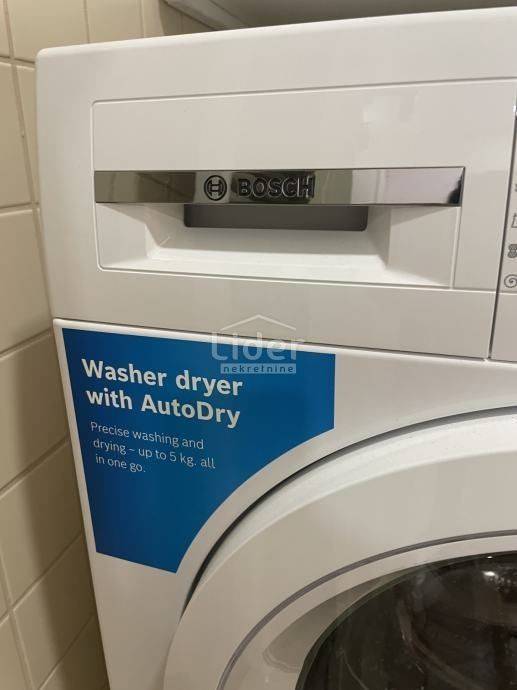 BOSCH
Lider
nekretnine
Washer dryer
with AutoDry
Precise washing and
drying – up to 5 kg. all
in one go.